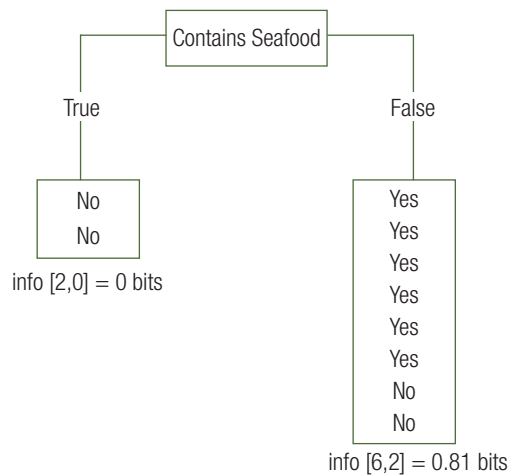 Contains Seafood
True
False
No
No
info [2,0] = 0 bits
Yes
Yes
Yes
Yes
Yes
Yes
No
No
info [6,2] = 0.81 bits